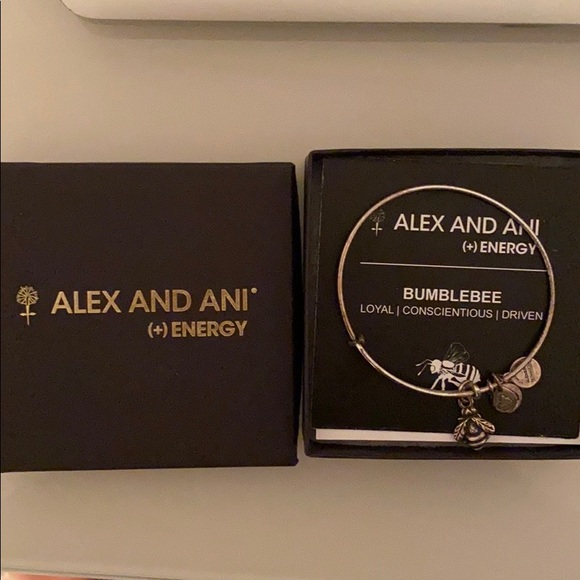 ALEX AND ANI
(+) ENERGY
ALEX AND ANI
(+) ENERGY
BUMBLEBEE
LOYAL | CONSCIENTIOUS | DRIVEN